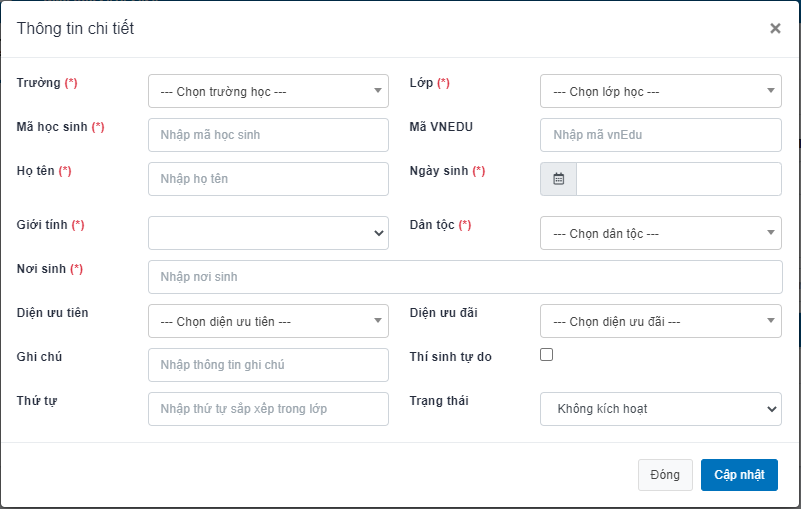 Thông tin chi tiết ×
Trường (*) --- Chọn trường học --- Lớp (*) --- Chọn lớp học ---
Mã học sinh (*) Nhập mã học sinh Mã VNEDU Nhập mã vnEdu
Họ tên (*) Nhập họ tên Ngày sinh (*)
Giới tính (*) Dân tộc (*) --- Chọn dân tộc ---
Nơi sinh (*) Nhập nơi sinh
Diện ưu tiên --- Chọn diện ưu tiên --- Diện ưu đãi --- Chọn diện ưu đãi ---
Ghi chú Nhập thông tin ghi chú Thí sinh tự do
Thứ tự Nhập thứ tự sắp xếp trong lớp Trạng thái Không kích hoạt
Đóng Cập nhật